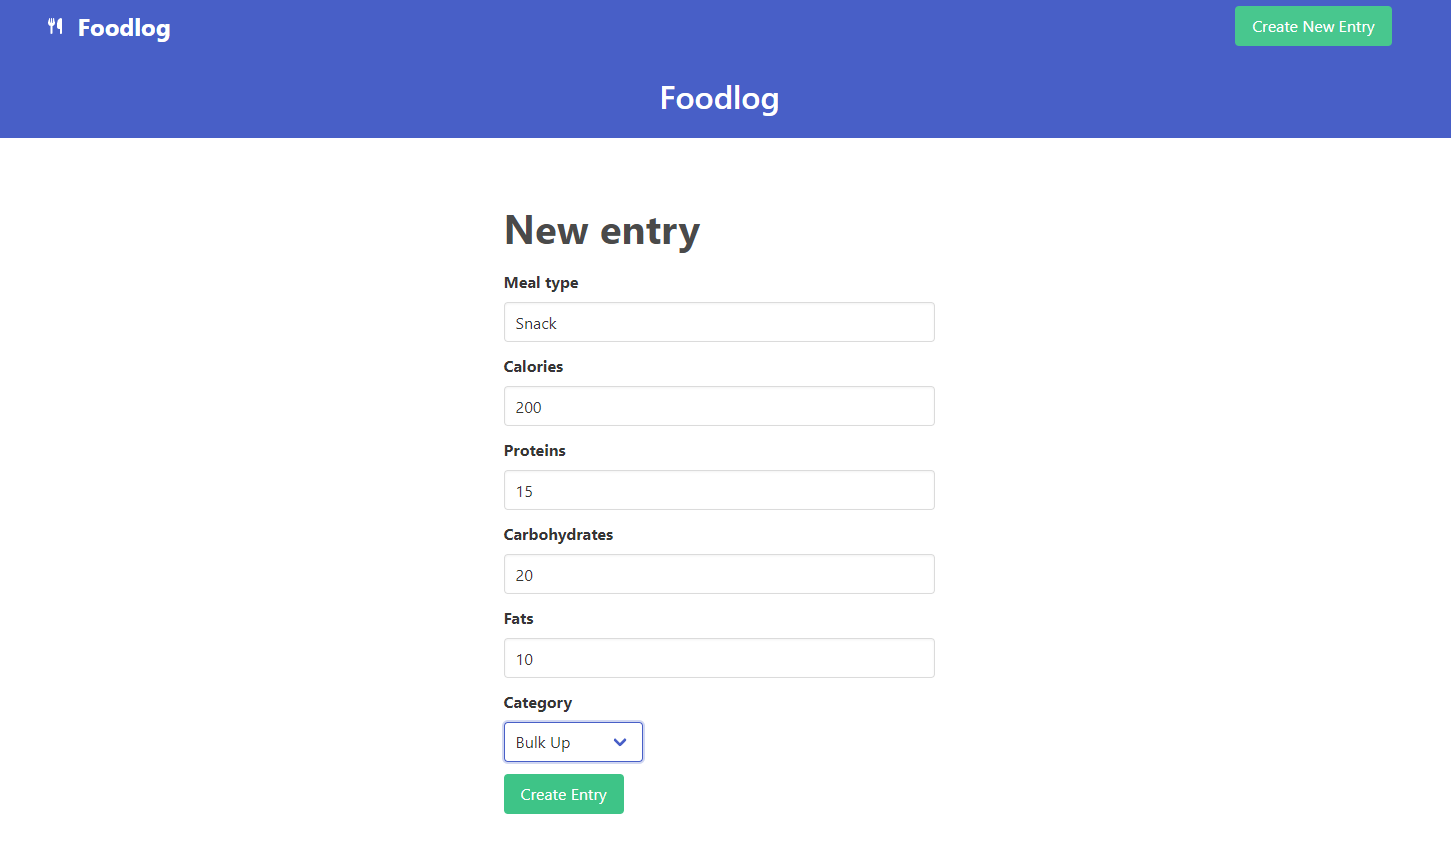 Foodlog
Create New Entry
Foodlog
New entry
Meal type
Snack
Calories
200
Proteins
15
Carbohydrates
20
Fats
10
Category
Bulk Up
Create Entry